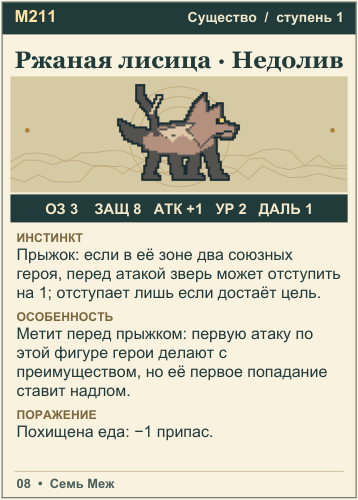 M211 Существо / ступень 1
Ржаная лисица · Недолив
ОЗ 3 ЗАЩ 8 АТК +1 УР 2 ДАЛЬ 1
ИНСТИНКТ
Прыжок: если в её зоне два союзных
героя, перед атакой зверь может отступить
на 1; отступает лишь если достаёт цель.
ОСОБЕННОСТЬ
Метит перед прыжком: первую атаку по
этой фигуре герои делают с
преимуществом, но её первое попадание
ставит надлом.
ПОРАЖЕНИЕ
Похищена еда: −1 припас.
08 • Семь Меж